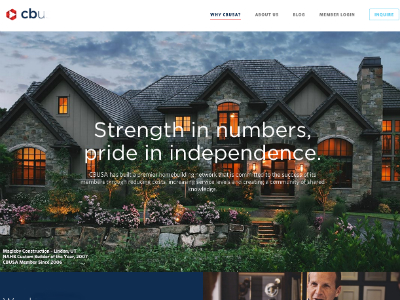 cbu
WHY CBUSA?
ABOUT US
BLOG
MEMBER LOGIN
INQUIRE
Strength in numbers,
pride in independence.
CBUSA has built a premier homebuilding network that is committed to the success of its
members through reducing costs, increasing service levels and creating a community of shared
knowledge.
Magleby Construction - Lindon, UT
NAHB Custom Builder of the Year, 2007
CBUSA Member Since 2006